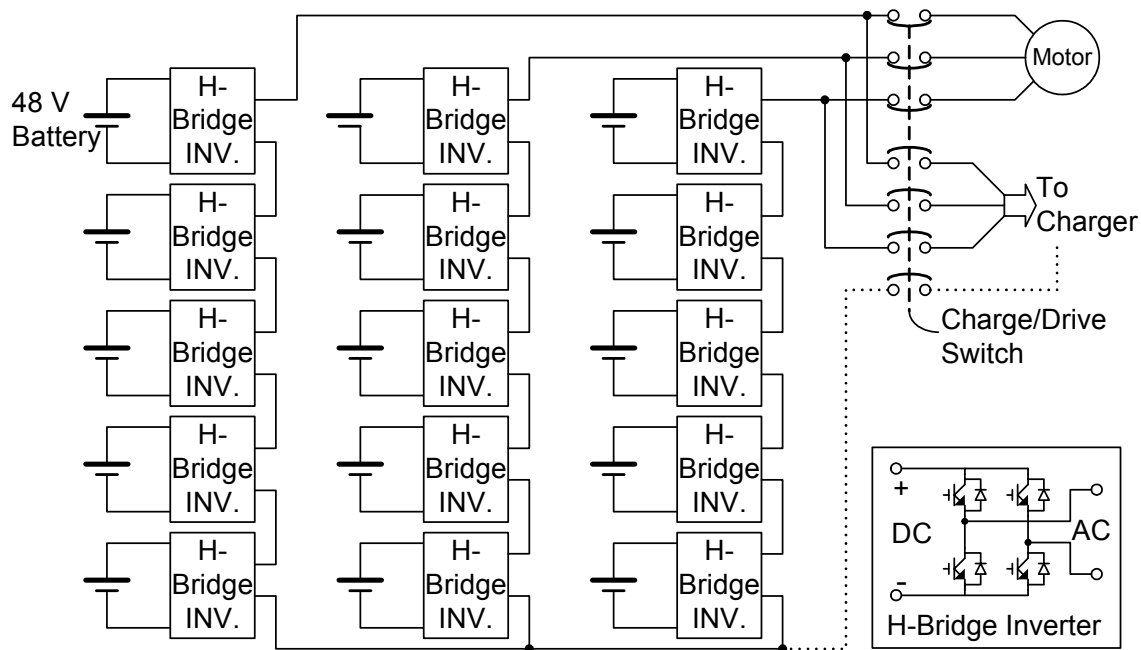 Motor
48 V
Battery
H-
Bridge
INV.
H-
Bridge
INV.
H-
Bridge
INV.
H-
Bridge
INV.
H-
Bridge
INV.
H-
Bridge
INV.
H-
Bridge
INV.
H-
Bridge
INV.
H-
Bridge
INV.
H-
Bridge
INV.
H-
Bridge
INV.
H-
Bridge
INV.
H-
Bridge
INV.
H-
Bridge
INV.
H-
Bridge
INV.
To
Charger
Charge/Drive
Switch
+
DC
AC
-
H-Bridge Inverter